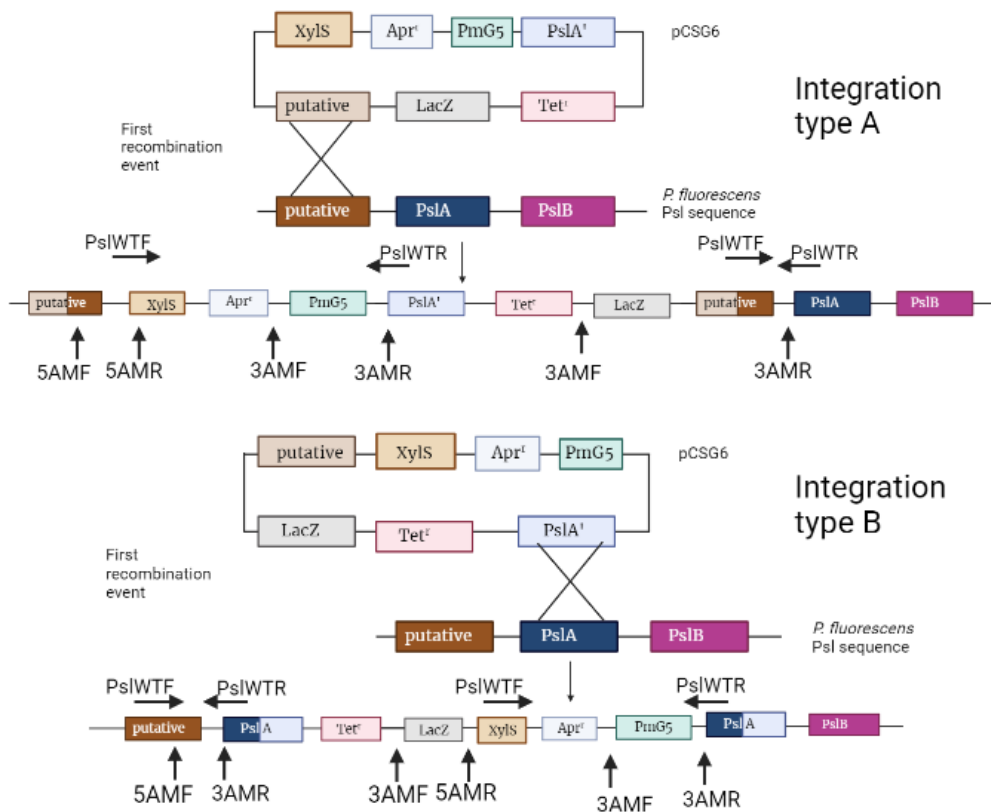 XylS Aprʳ PmG5 PslA' pCSG6
Integration
type A
putative LacZ Tetʳ
First
recombination
event
P. fluorescens
Psl sequence
putative PslA PslB
PslWTF PslWTR PslWTF PslWTR
putative XylS Aprʳ PmG5 PslA' Tetʳ LacZ putative PslA PslB
5AMF 5AMR 3AMF 3AMR 3AMF 3AMR
putative XylS Aprʳ PmG5 pCSG6
Integration
type B
LacZ Tetʳ PslA'
First
recombination
event
putative PslA PslB
P. fluorescens
Psl sequence
PslWTF PslWTR PslWTF PslWTR
putative PslA Tetʳ LacZ XylS Aprʳ PmG5 PslA PslB
5AMF 3AMR 3AMF 5AMR 3AMF 3AMR